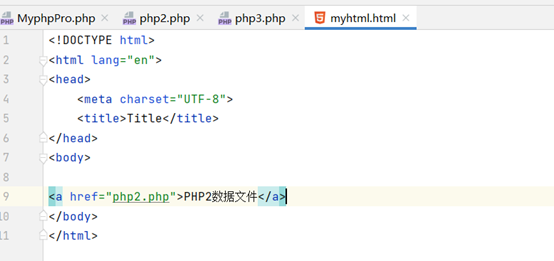 MyphpPro.php × php2.php × php3.php × myhtml.html ×
1 <!DOCTYPE html>
2 <html lang="en">
3 <head>
4     <meta charset="UTF-8">
5     <title>Title</title>
6 </head>
7 <body>
8
9 <a href="php2.php">PHP2数据文件</a>
10 </body>
11 </html>